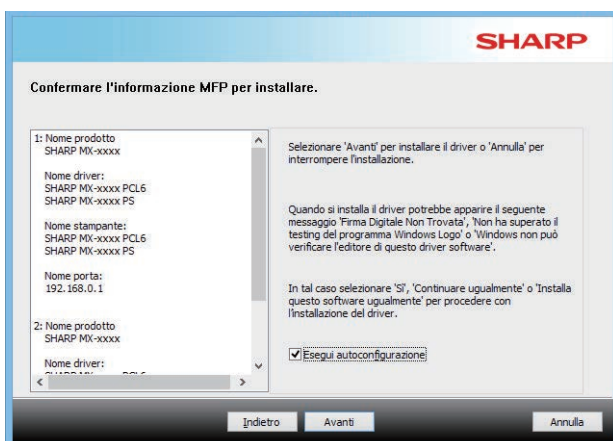 SHARP
Confermare l'informazione MFP per installare.
1: Nome prodotto
SHARP MX-xxxx
Nome driver:
SHARP MX-xxxx PCL6
SHARP MX-xxxx PS
Nome stampante:
SHARP MX-xxxx PCL6
SHARP MX-xxxx PS
Nome porta:
192.168.0.1
2: Nome prodotto
SHARP MX-xxxx
Nome driver:
Selezionare 'Avanti' per installare il driver o 'Annulla' per
interrompere l'installazione.
Quando si installa il driver potrebbe apparire il seguente
messaggio 'Firma Digitale Non Trovata', 'Non ha superato il
testing del programma Windows Logo' o 'Windows non può
verificare l'editore di questo driver software'.
In tal caso selezionare 'Sì', 'Continuare ugualmente' o 'Installa
questo software ugualmente' per procedere con
l'installazione del driver.
Esegui autoconfigurazione
Indietro
Avanti
Annulla